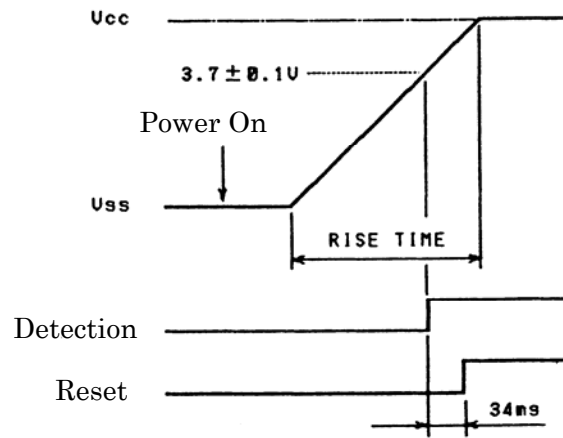 Vcc
3.7±0.1V
Power On
Vss
RISE TIME
Detection
Reset
34ms